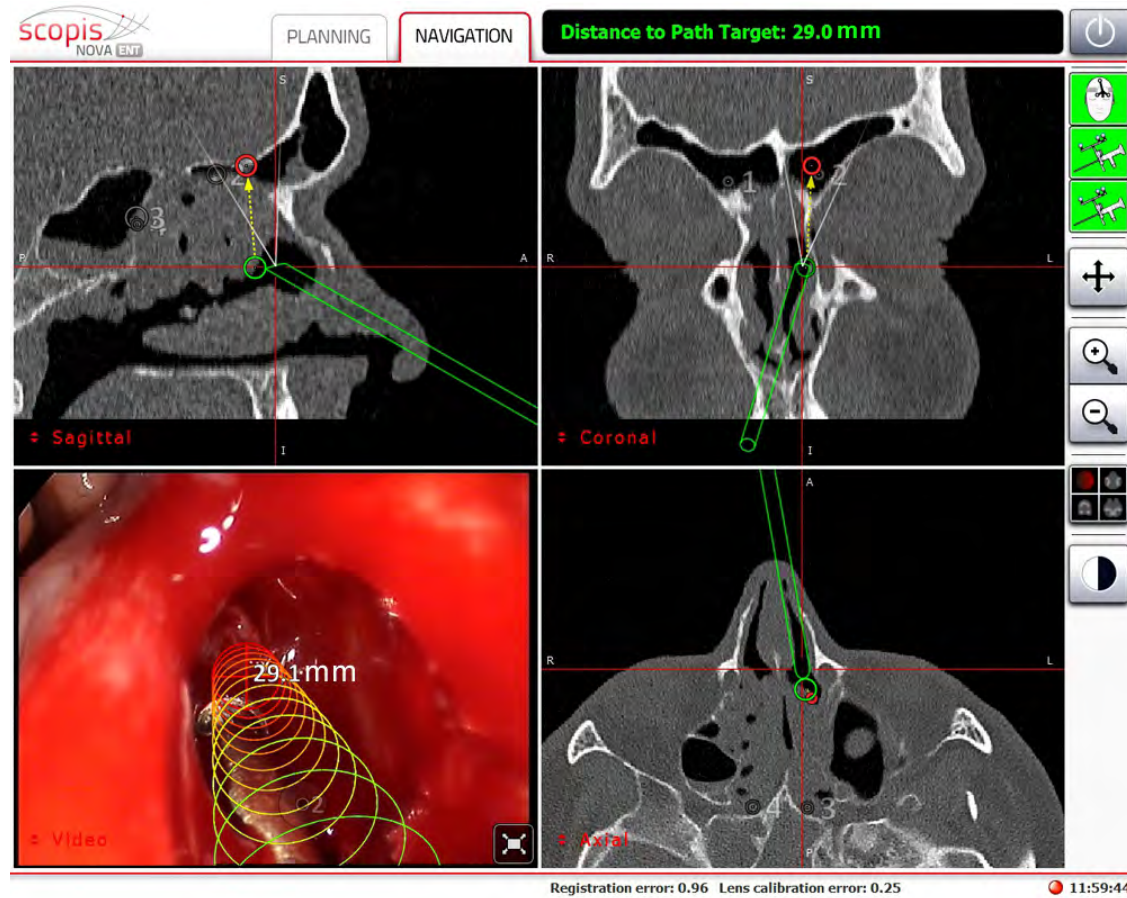 scopis
NOVA ENT
PLANNING
NAVIGATION
Distance to Path Target: 29.0 mm
S
2
3
4
P
A
I
Sagittal
S
1
2
R
L
I
Coronal
29.1mm
2
Video
A
R
L
4
3
P
Axial
Registration error: 0.96 Lens calibration error: 0.25
11:59:44